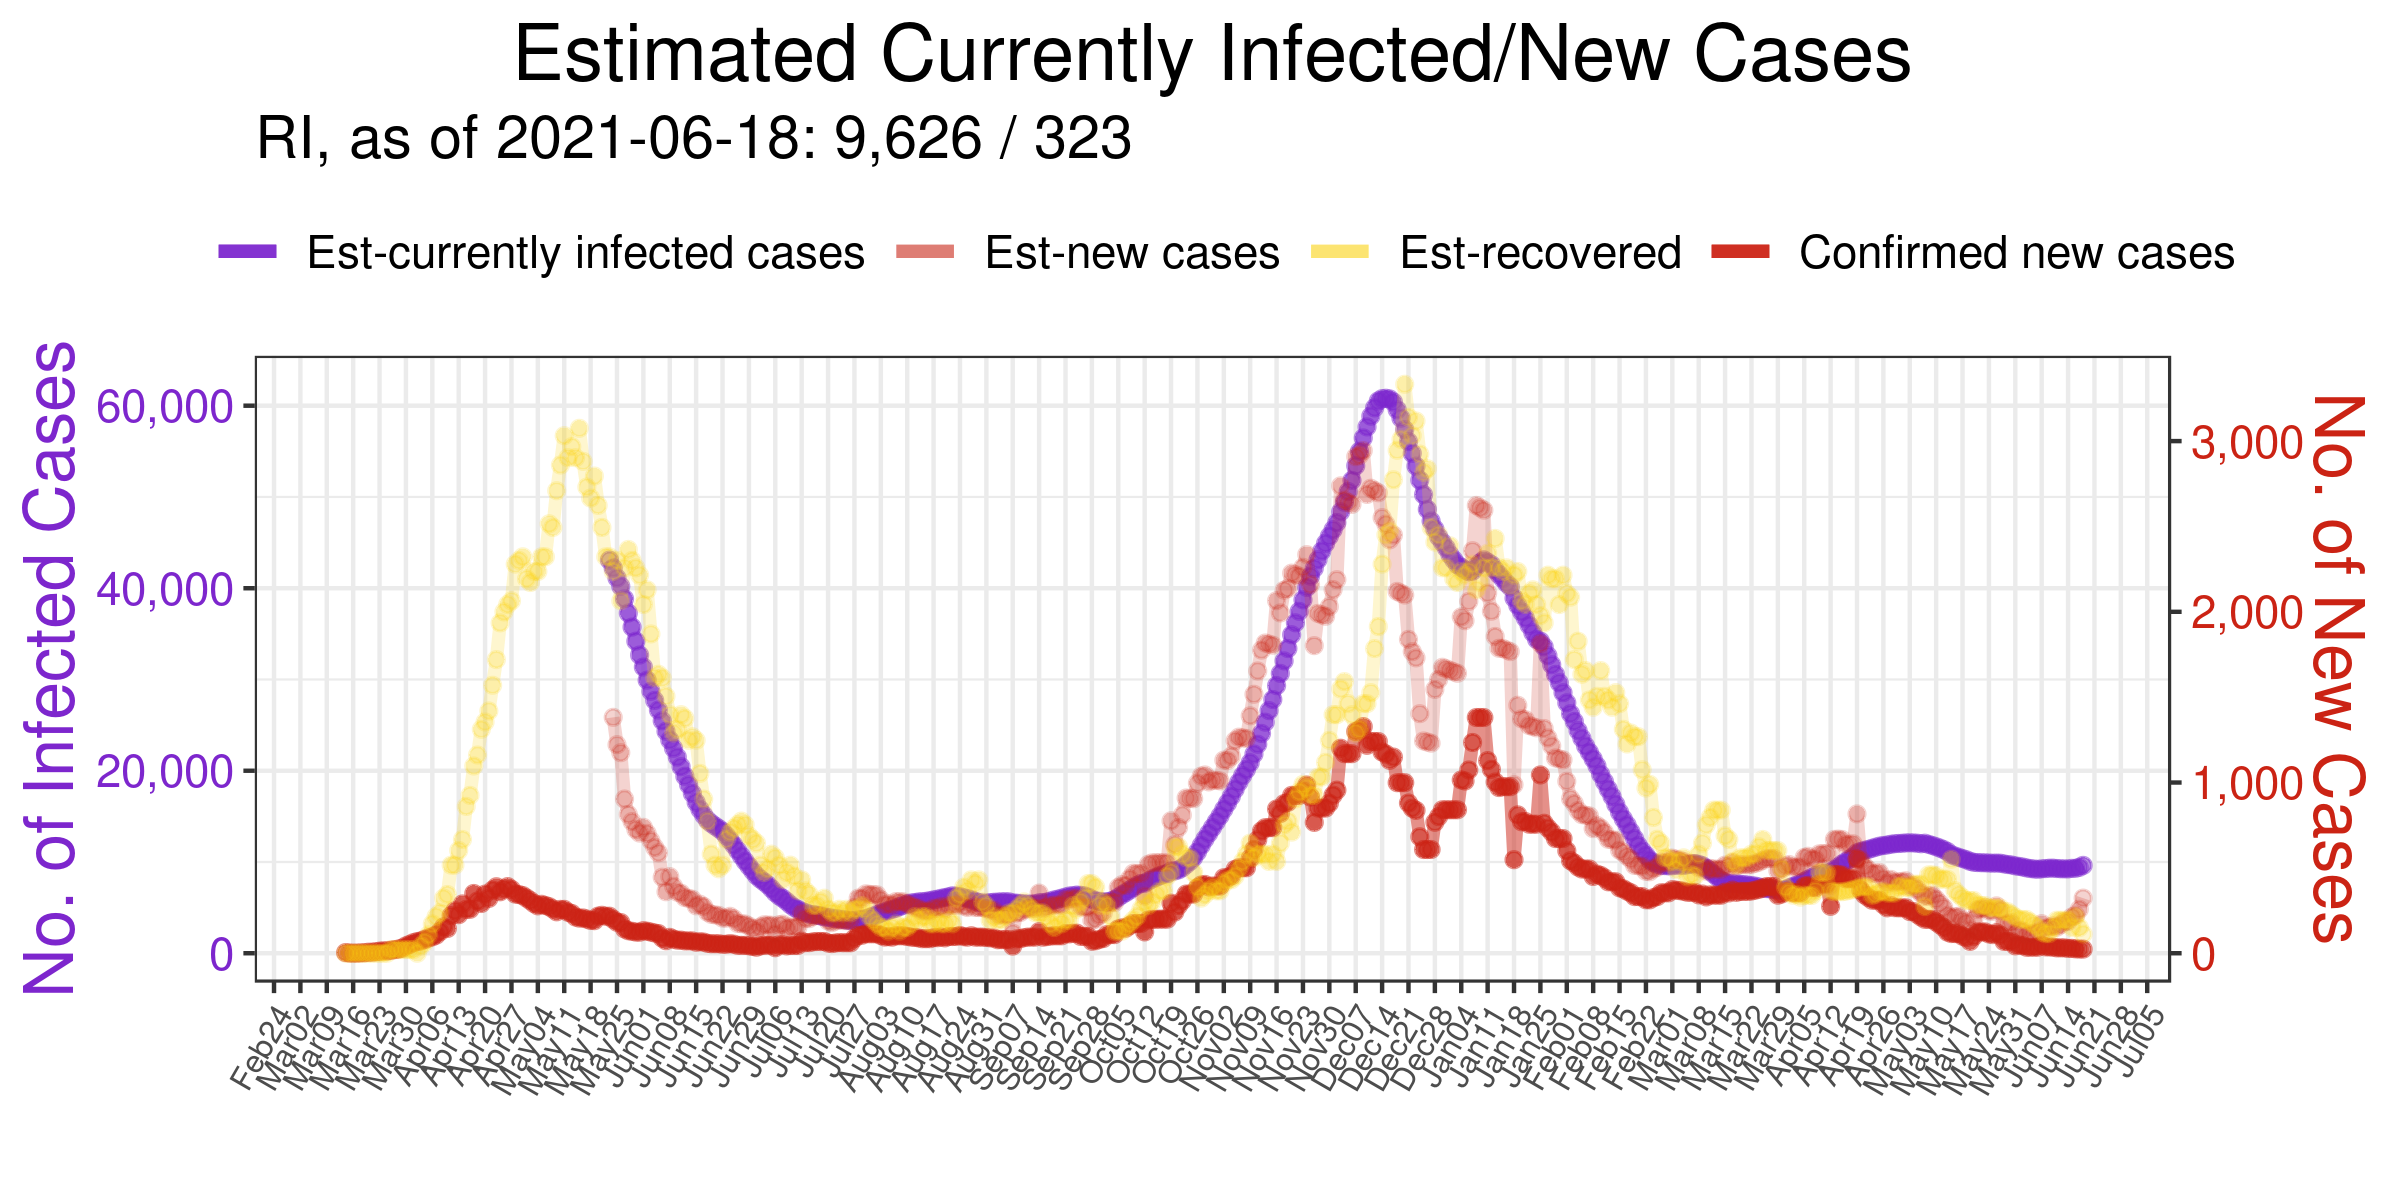 Estimated Currently Infected/New Cases
RI, as of 2021-06-18: 9,626 / 323
Est-currently infected cases
Est-new cases
Est-recovered
Confirmed new cases
No. of Infected Cases
60,000
40,000
20,000
0
3,000
2,000
1,000
0
No. of New Cases
Feb24
Mar02
Mar09
Mar16
Mar23
Mar30
Apr06
Apr13
Apr20
Apr27
May04
May11
May18
May25
Jun01
Jun08
Jun15
Jun22
Jun29
Jul06
Jul13
Jul20
Jul27
Aug03
Aug10
Aug17
Aug24
Aug31
Sep07
Sep14
Sep21
Sep28
Oct05
Oct12
Oct19
Oct26
Nov02
Nov09
Nov16
Nov23
Nov30
Dec07
Dec14
Dec21
Dec28
Jan04
Jan11
Jan18
Jan25
Feb01
Feb08
Feb15
Feb22
Mar01
Mar08
Mar15
Mar22
Mar29
Apr05
Apr12
Apr19
Apr26
May03
May10
May17
May24
May31
Jun07
Jun14
Jun21
Jun28
Jul05